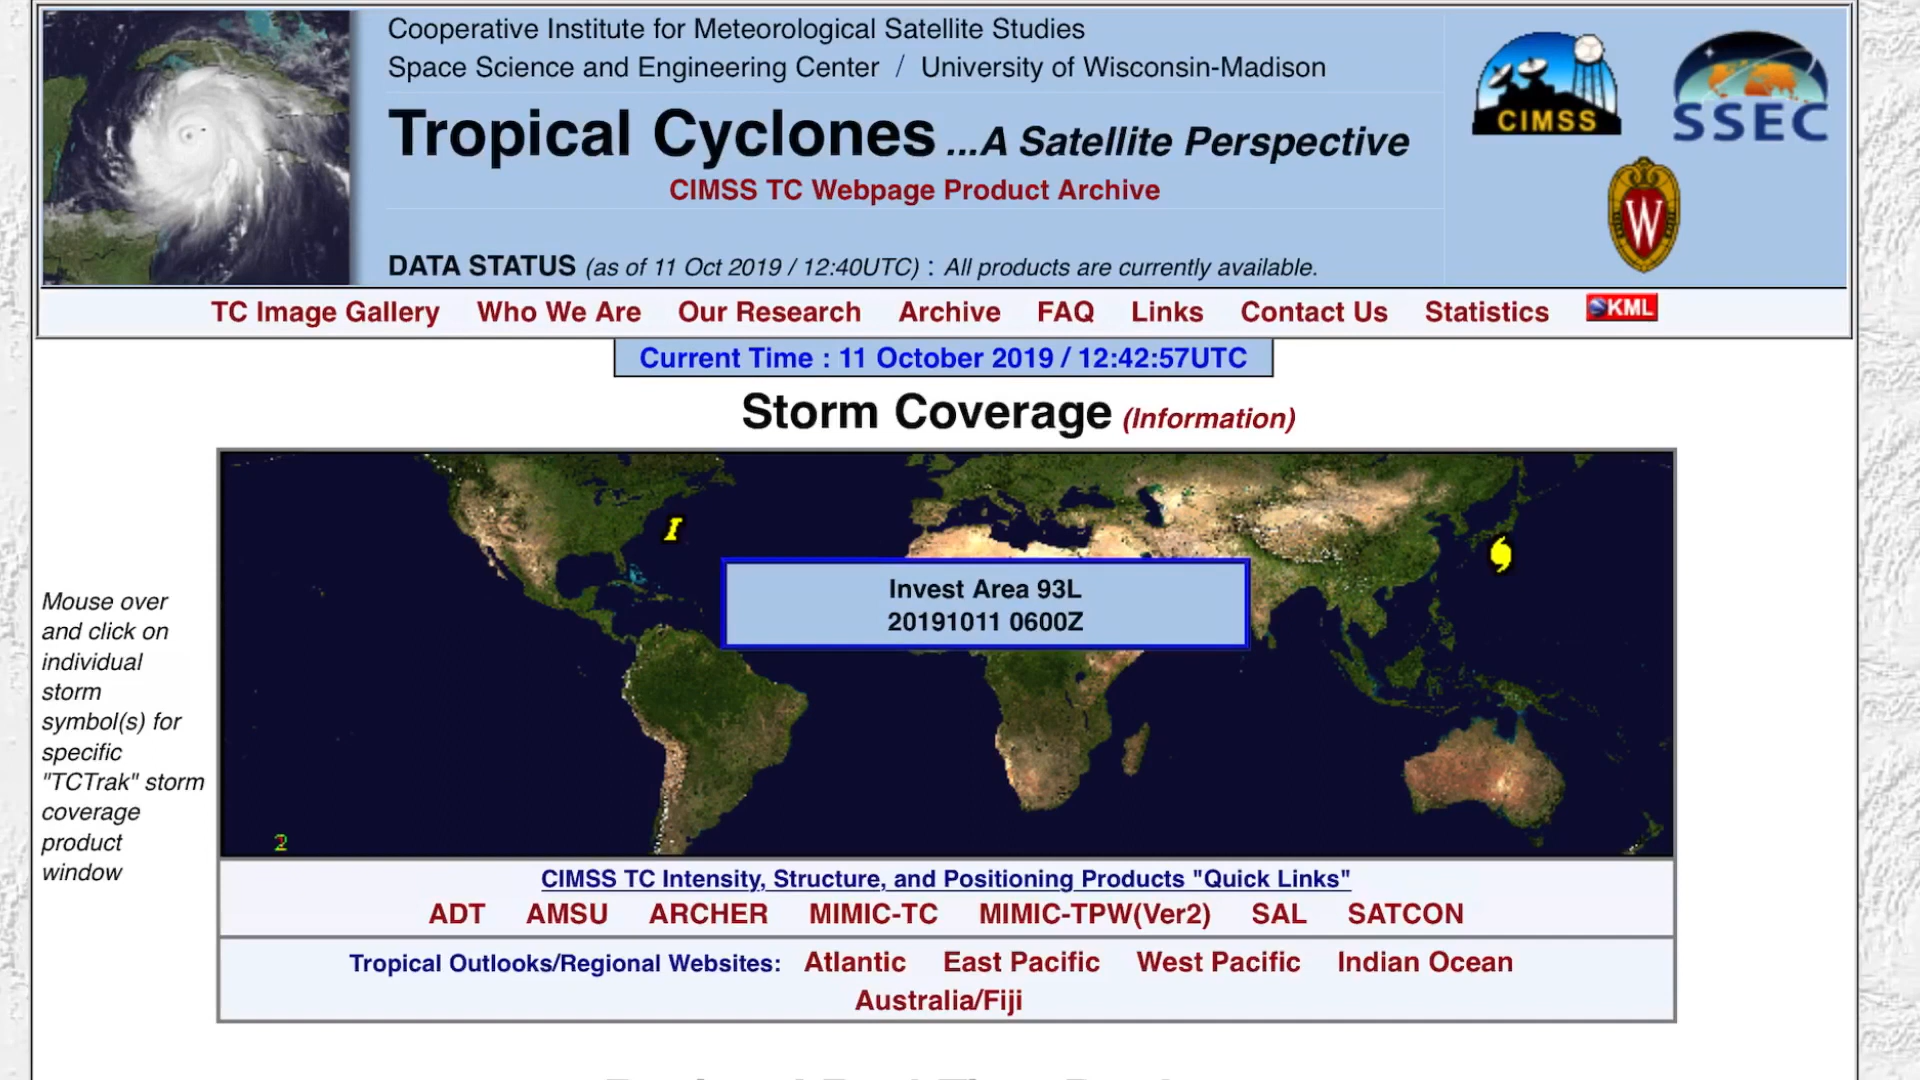 Cooperative Institute for Meteorological Satellite Studies
Space Science and Engineering Center / University of Wisconsin-Madison
Tropical Cyclones ...A Satellite Perspective
CIMSS TC Webpage Product Archive
DATA STATUS (as of 11 Oct 2019 / 12:40UTC) : All products are currently available.
CIMSS
SSEC
W
TC Image Gallery Who We Are Our Research Archive FAQ Links Contact Us Statistics KML
Current Time : 11 October 2019 / 12:42:57UTC
Storm Coverage (Information)
Mouse over
and click on
individual
storm
symbol(s) for
specific
"TCTrak" storm
coverage
product
window
I
Invest Area 93L
20191011 0600Z
2
CIMSS TC Intensity, Structure, and Positioning Products "Quick Links"
ADT AMSU ARCHER MIMIC-TC MIMIC-TPW(Ver2) SAL SATCON
Tropical Outlooks/Regional Websites: Atlantic East Pacific West Pacific Indian Ocean
Australia/Fiji